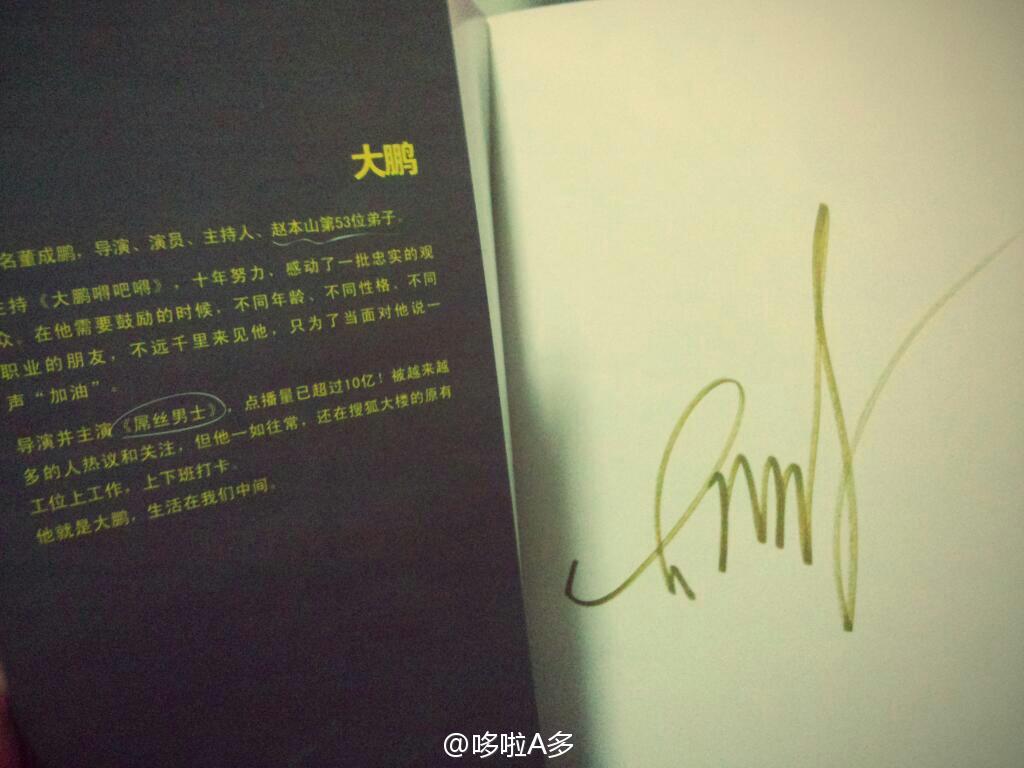 大鹏
名董成鹏，导演、演员、主持人、赵本山第53位弟子。
主持《大鹏嘚吧嘚》，十年努力、感动了一批忠实的观
众。在他需要鼓励的时候，不同年龄、不同性格、不同
职业的朋友，不远千里来见他，只为了当面对他说一
声“加油”。
导演并主演《屌丝男士》，点播量已超过10亿！被越来越
多的人热议和关注，但他一如往常，还在搜狐大楼的原有
工位上工作，上下班打卡。
他就是大鹏，生活在我们中间。
@哆啦A多